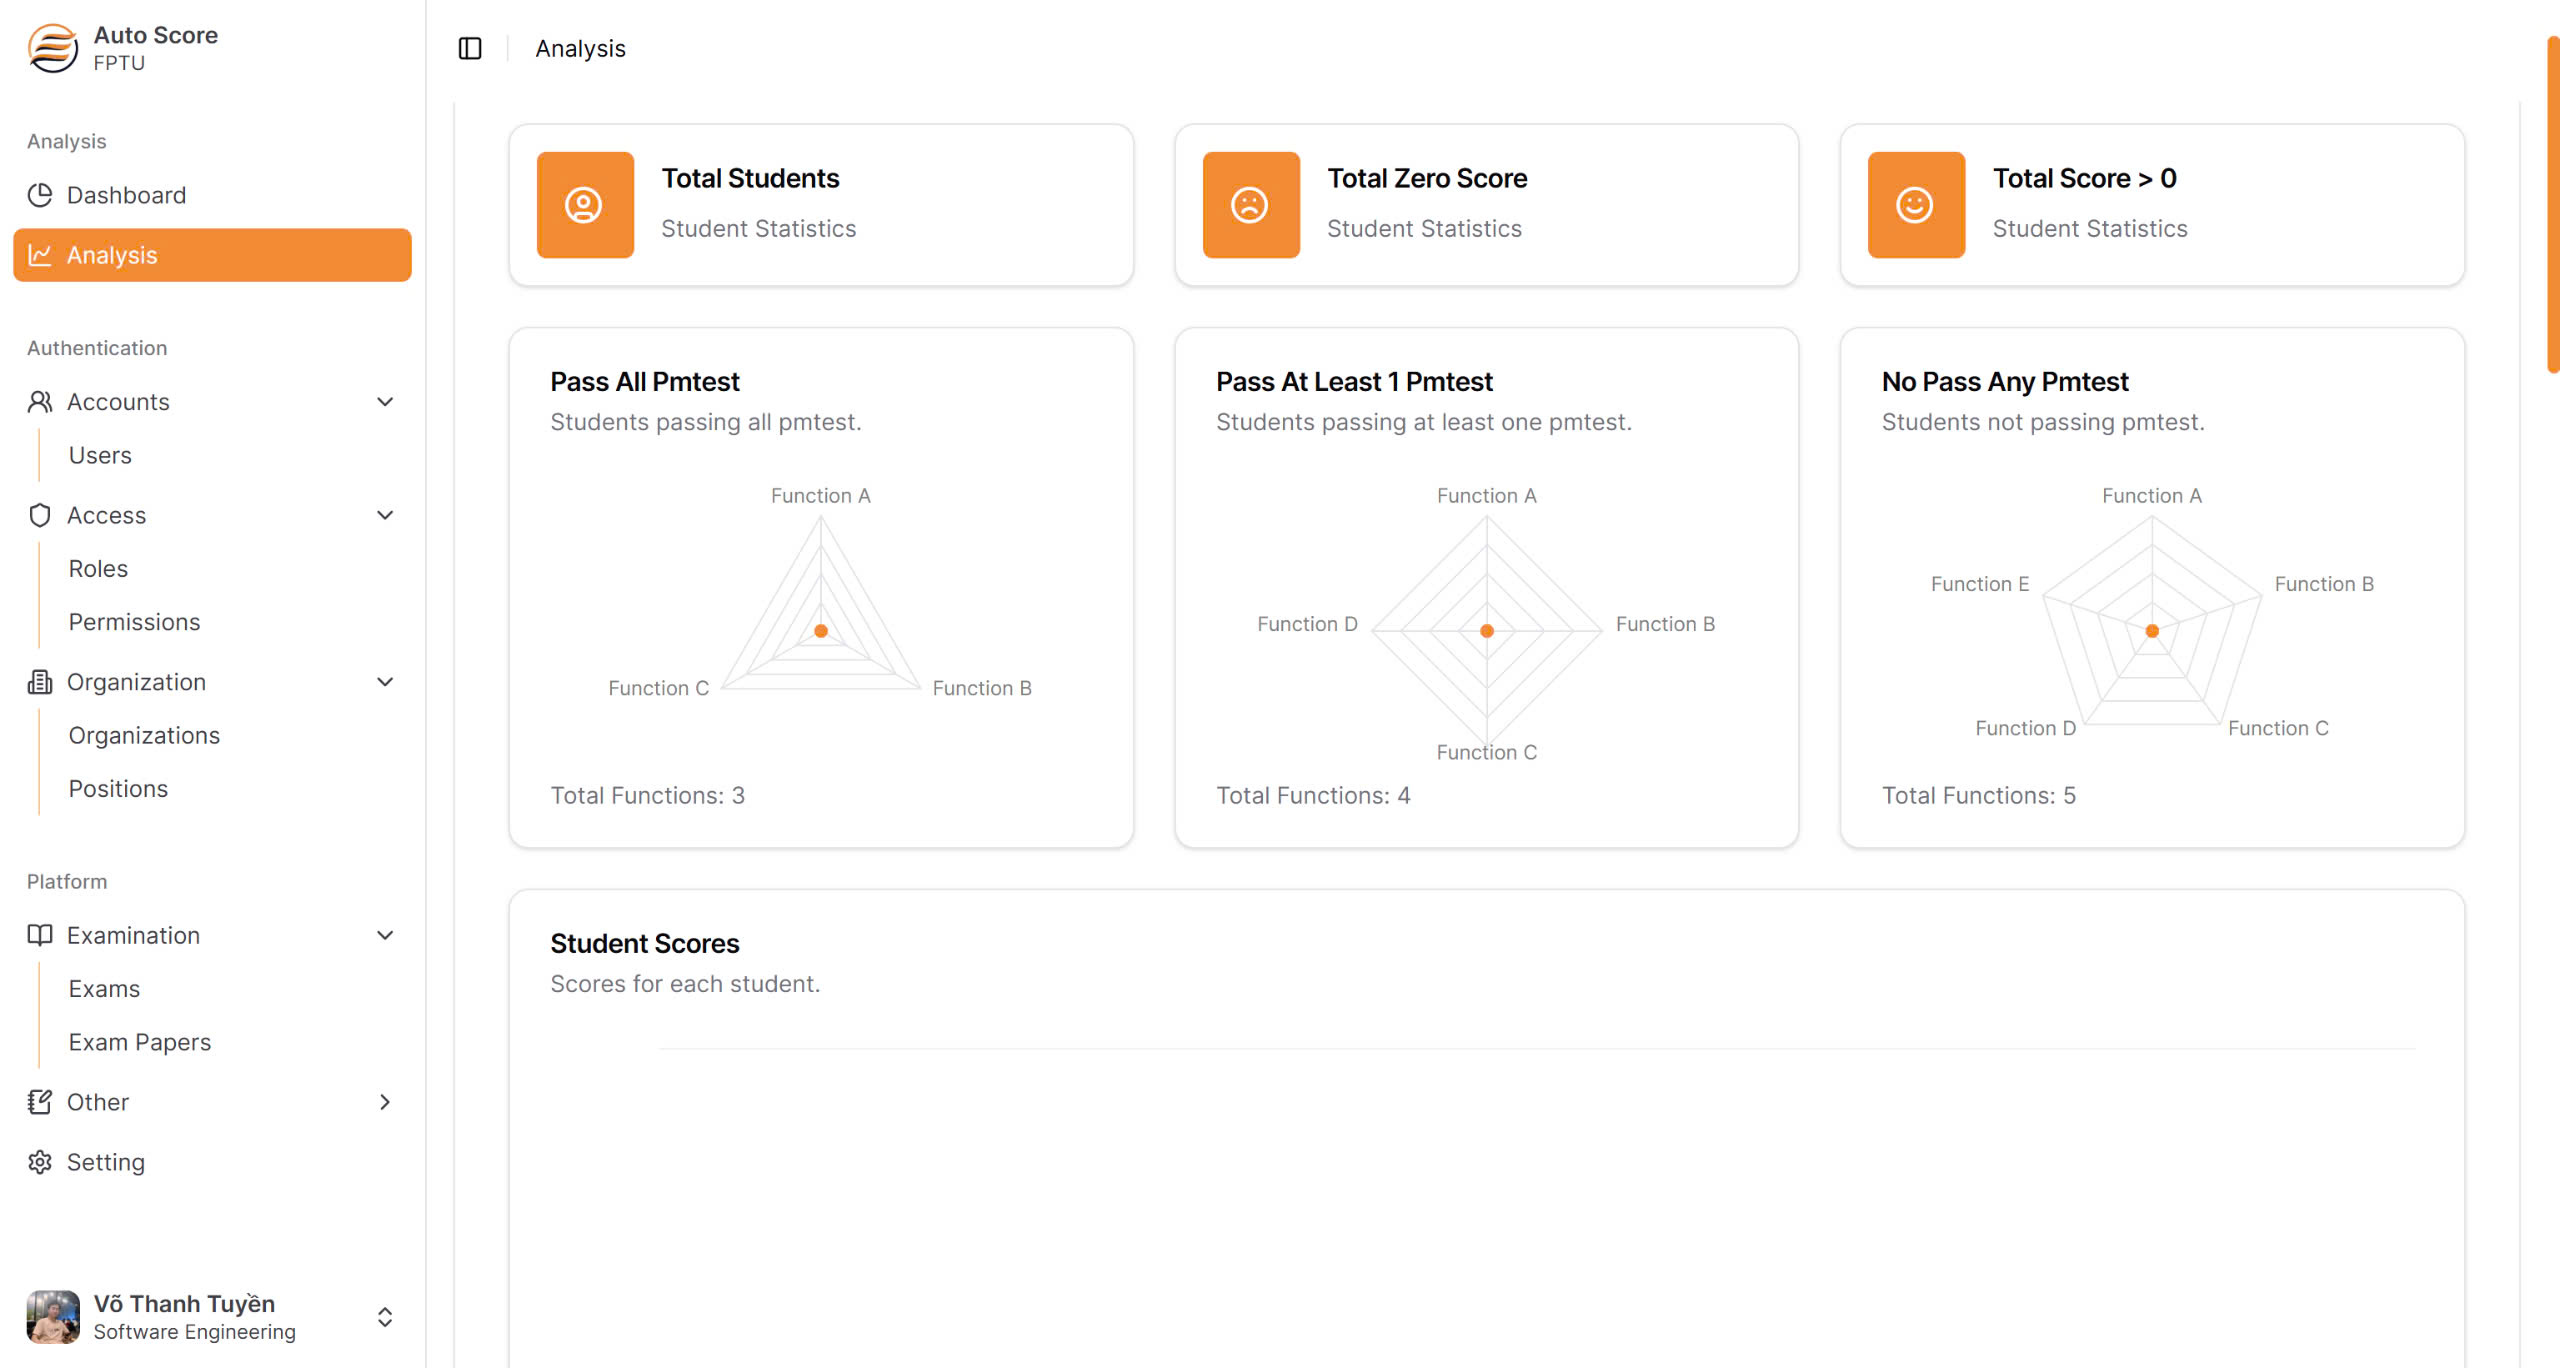 Auto Score
FPTU
Analysis
Dashboard
Analysis
Authentication
Accounts
Users
Access
Roles
Permissions
Organization
Organizations
Positions
Platform
Examination
Exams
Exam Papers
Other
Setting
Võ Thanh Tuyền
Software Engineering
Analysis
Total Students
Student Statistics
Total Zero Score
Student Statistics
Total Score > 0
Student Statistics
Pass All Pmtest
Students passing all pmtest.
Function A
Function C
Function B
Total Functions: 3
Pass At Least 1 Pmtest
Students passing at least one pmtest.
Function A
Function D
Function B
Function C
Total Functions: 4
No Pass Any Pmtest
Students not passing pmtest.
Function A
Function E
Function B
Function D
Function C
Total Functions: 5
Student Scores
Scores for each student.